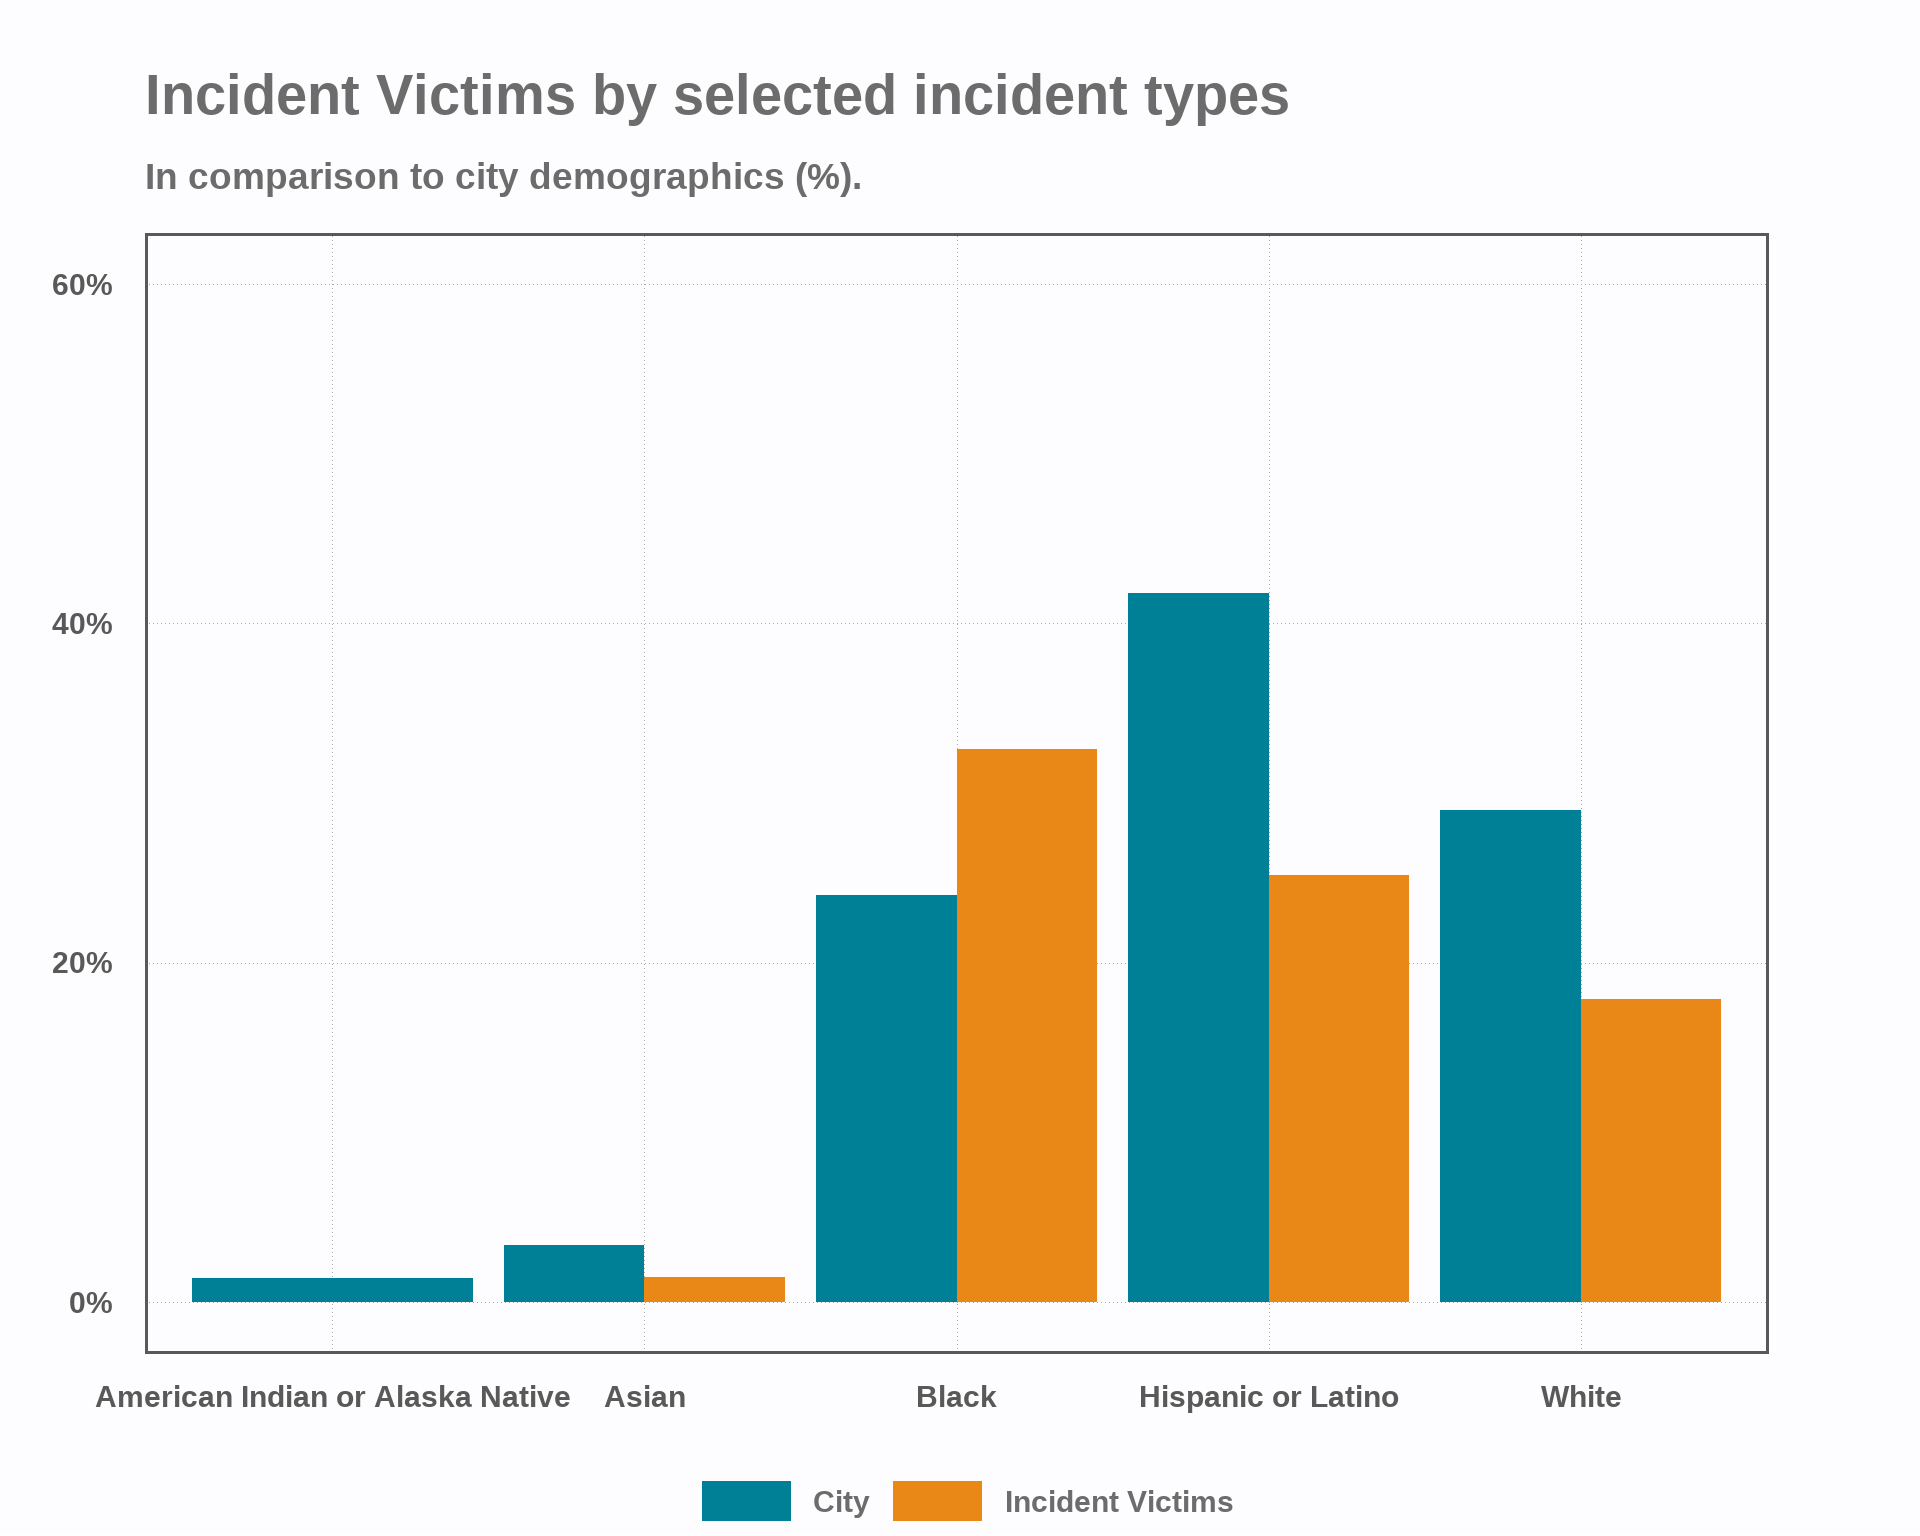 Incident Victims by selected incident types
In comparison to city demographics (%).
60%
40%
20%
0%
American Indian or Alaska Native Asian Black Hispanic or Latino White
City Incident Victims